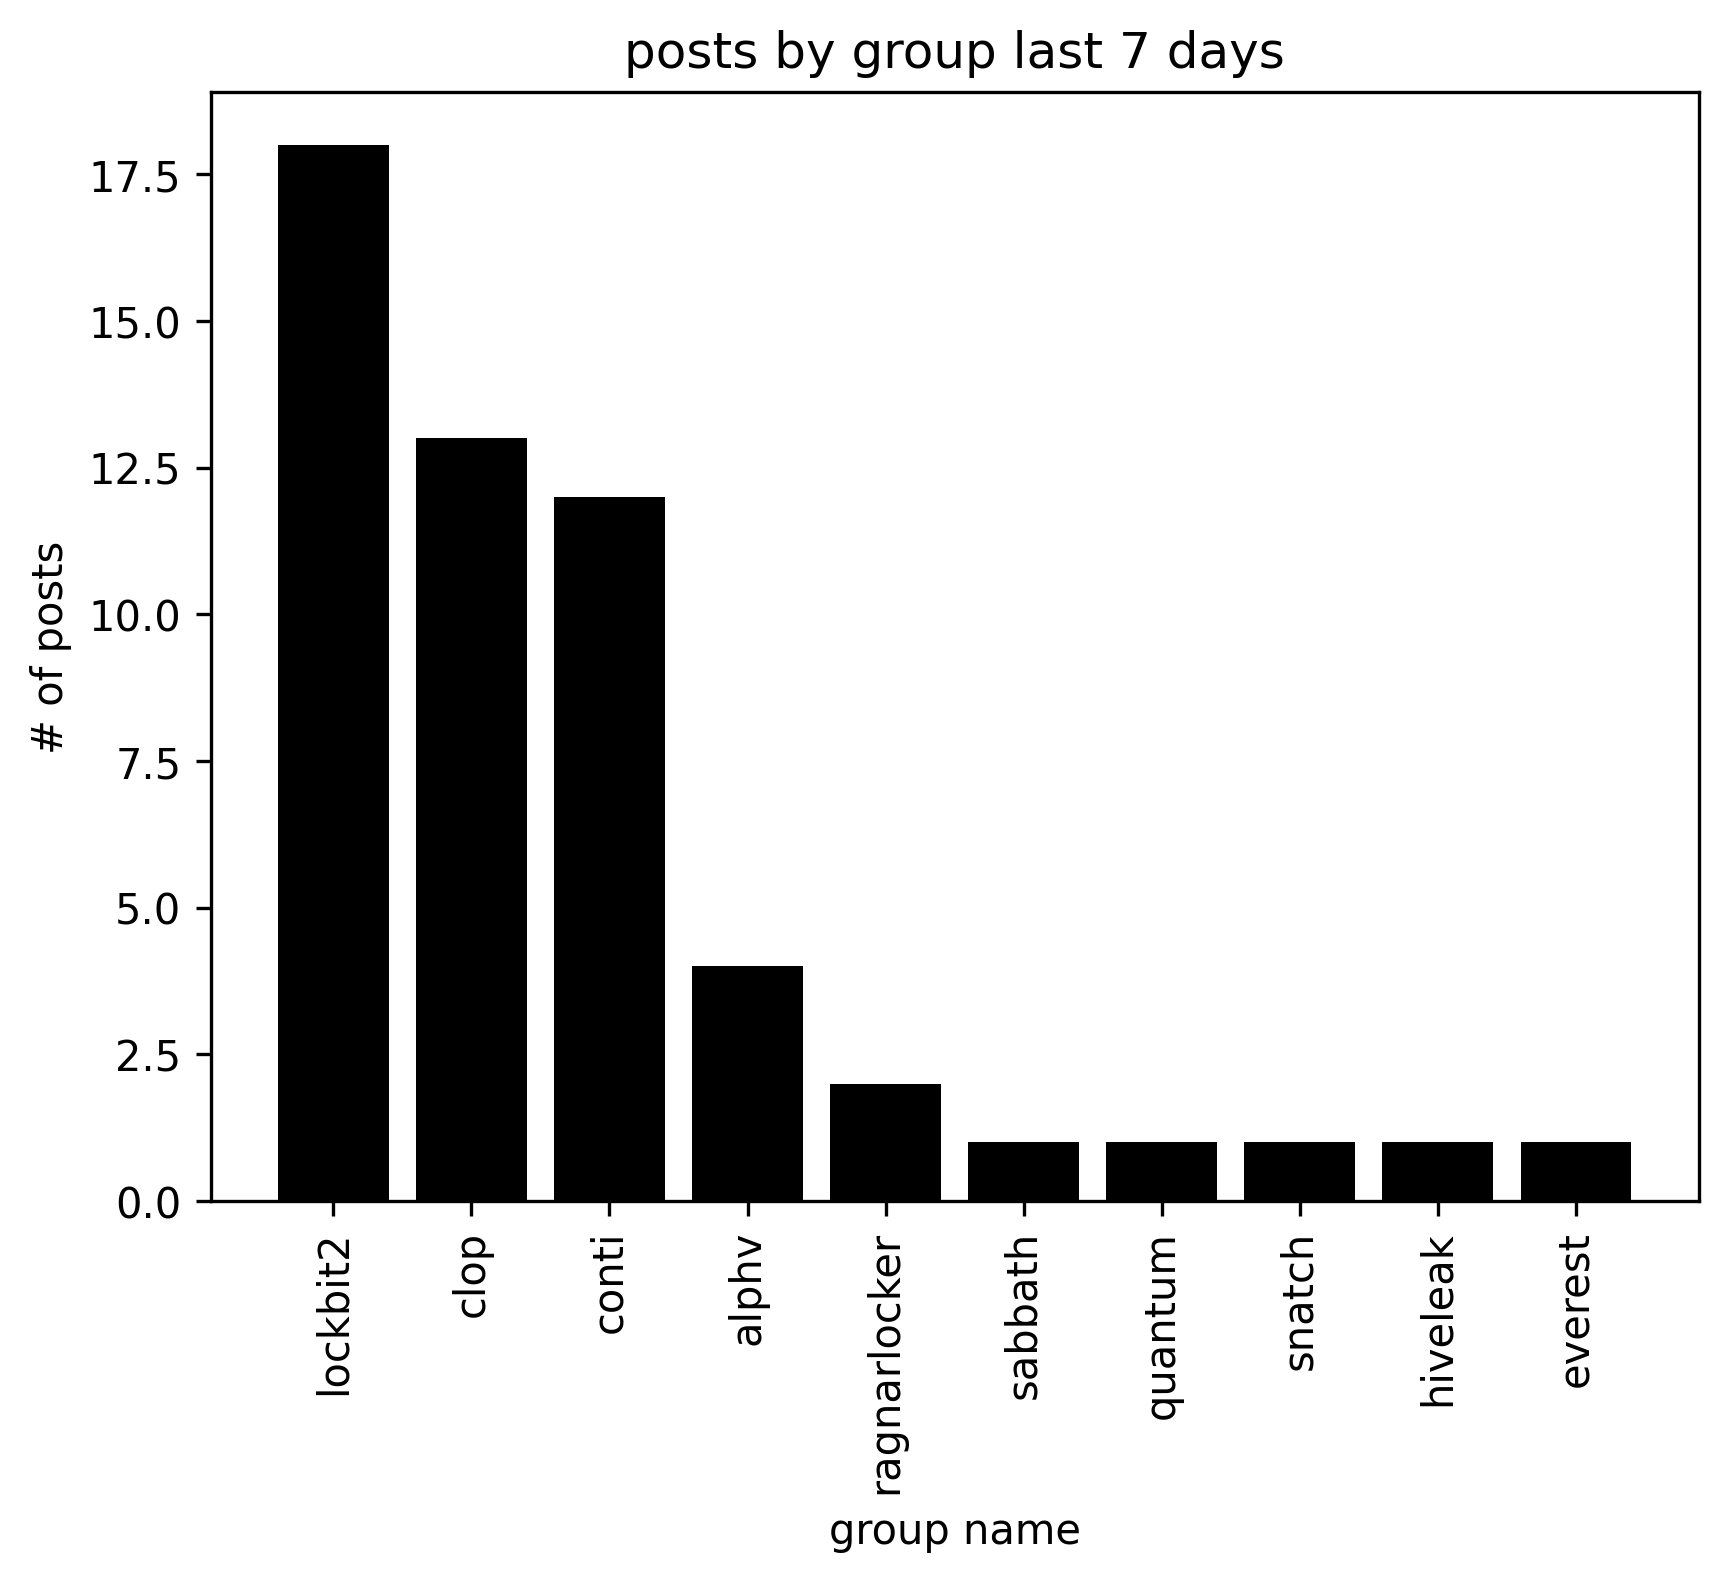 posts by group last 7 days
# of posts
17.5
15.0
12.5
10.0
7.5
5.0
2.5
0.0
lockbit2
clop
conti
alphv
ragnarlocker
sabbath
quantum
snatch
hiveleak
everest
group name